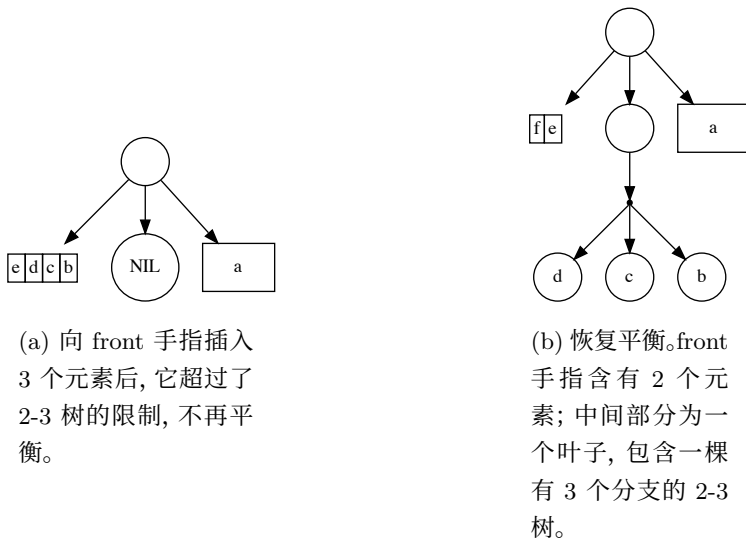 e d c b
NIL
a
(a) 向 front 手指插入
3 个元素后, 它超过了
2-3 树的限制, 不再平
衡。
f e
a
d
c
b
(b) 恢复平衡。front
手指含有 2 个元
素; 中间部分为一
个叶子, 包含一棵
有 3 个分支的 2-3
树。